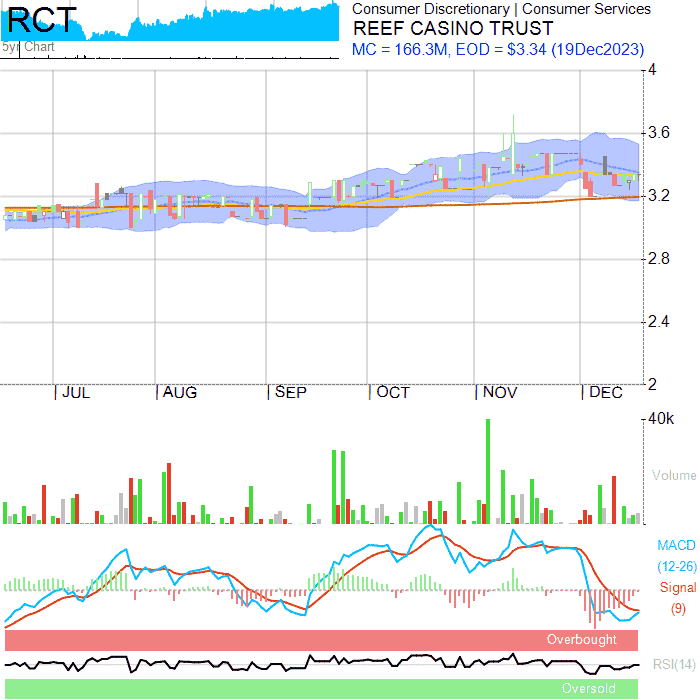 RCT
5yr Chart
Consumer Discretionary | Consumer Services
REEF CASINO TRUST
MC = 166.3M, EOD = $3.34 (19Dec2023)
4
3.6
3.2
2.8
2.4
2
JUL AUG SEP OCT NOV DEC
40k
Volume
MACD
(12-26)
Signal
(9)
Overbought
RSI(14)
Oversold